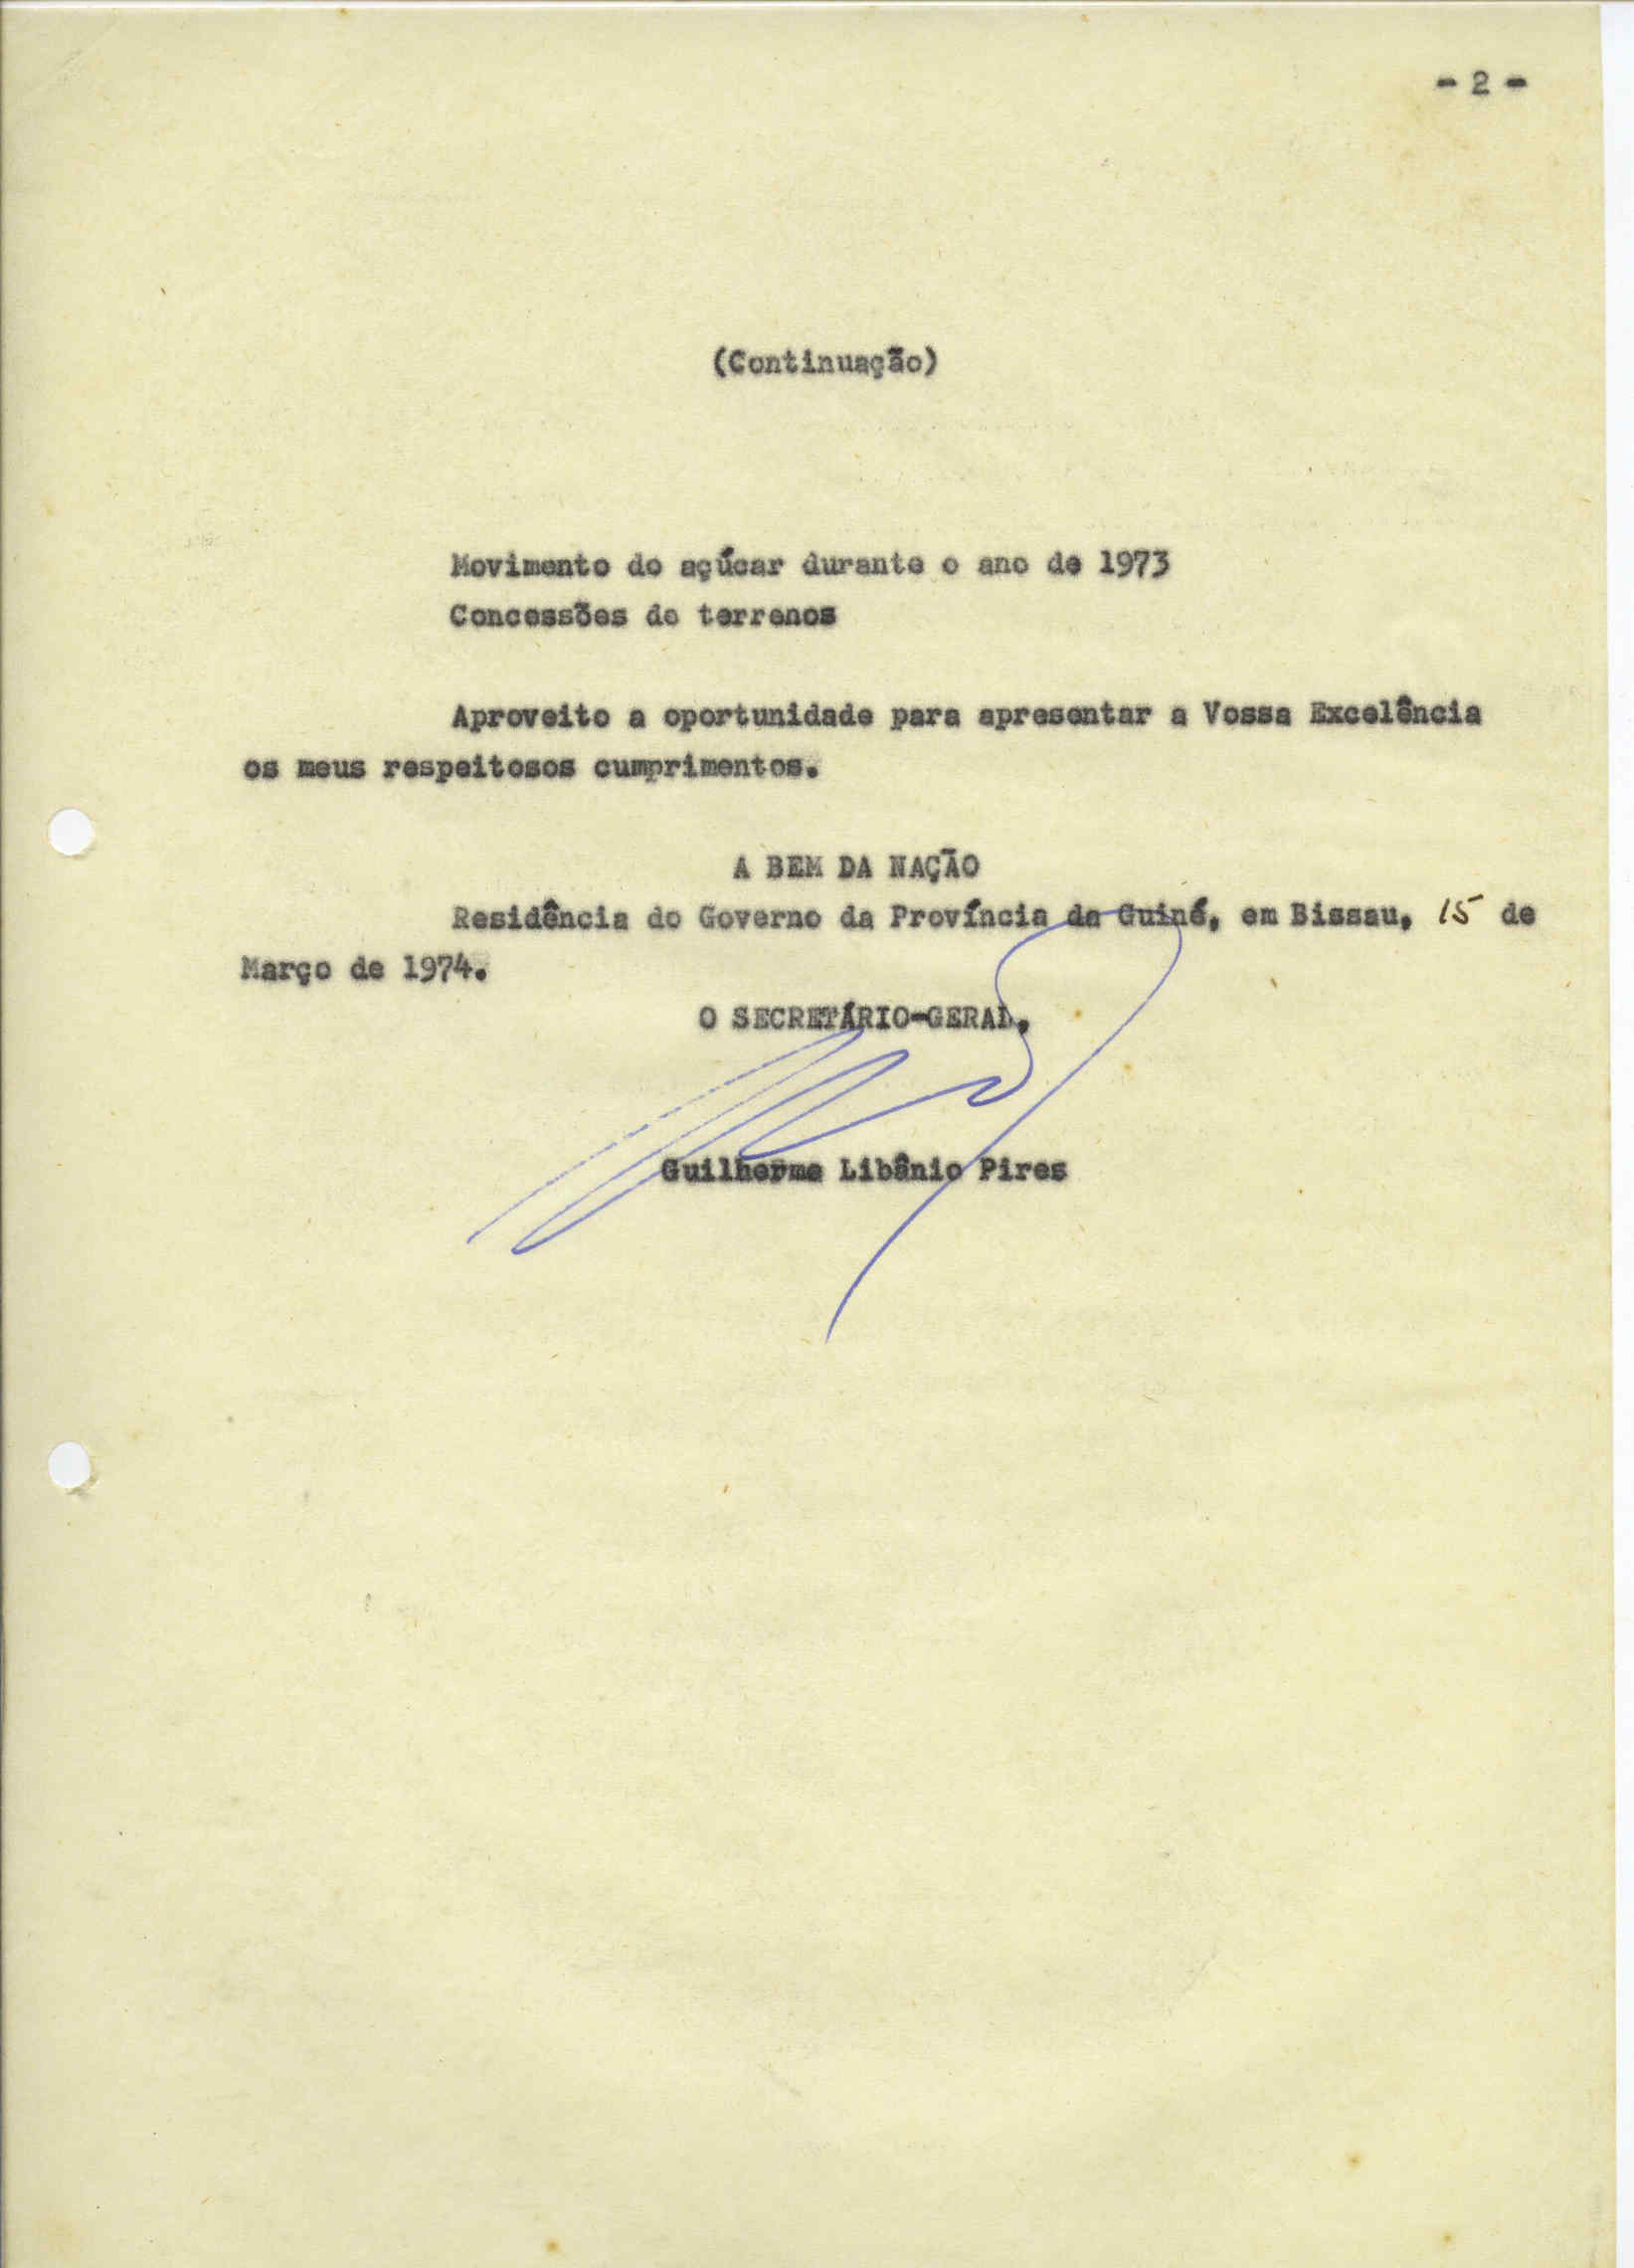 - 2 -
(Continuação)
Movimento do açúcar durante o ano de 1973
Concessões de terrenos
Aproveito a oportunidade para apresentar a Vossa Excelência
os meus respeitosos cumprimentos.
A BEM DA NAÇÃO
Residência do Governo da Província da Guiné, em Bissau, 15 de
Março de 1974.
O SECRETÁRIO-GERAL,
Guilherme Libânio Pires